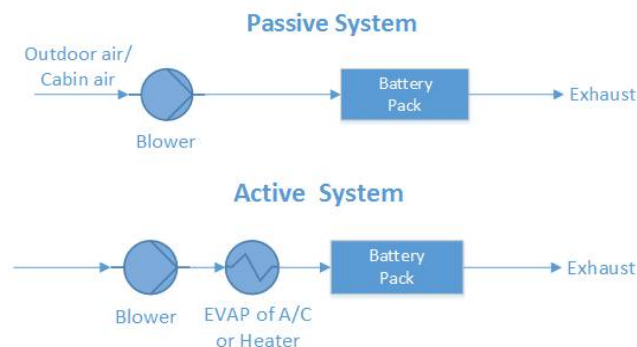 Passive System
Outdoor air/
Cabin air
Blower
Battery
Pack
Exhaust
Active System
Blower
EVAP of A/C
or Heater
Battery
Pack
Exhaust